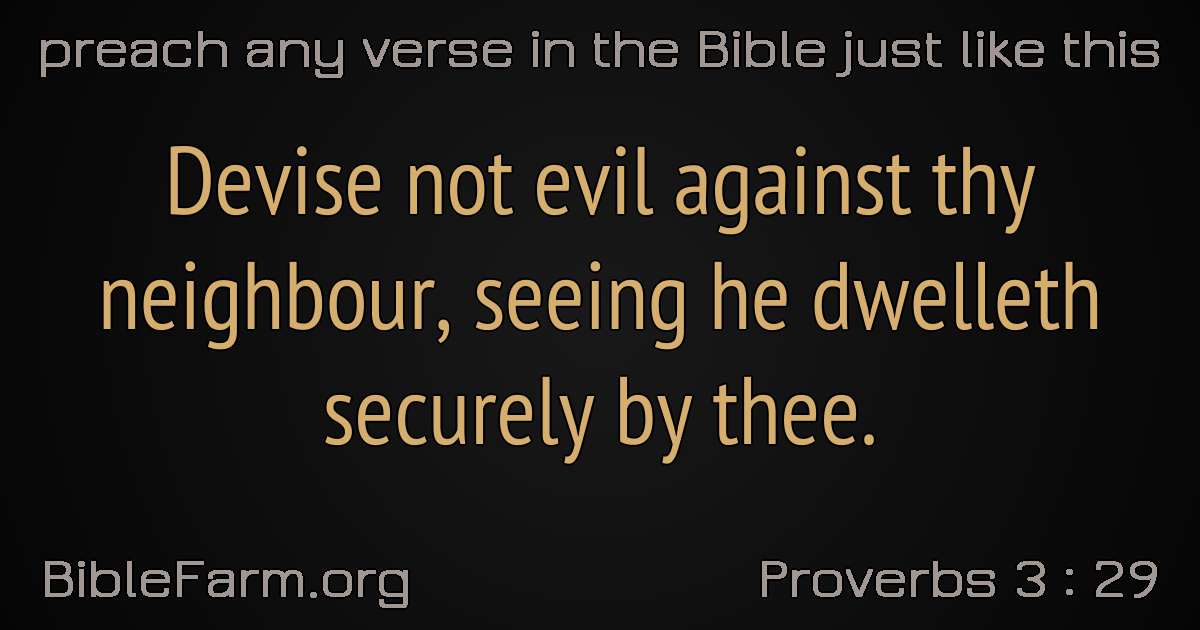 preach any verse in the Bible just like this
Devise not evil against thy
neighbour, seeing he dwelleth
securely by thee.
BibleFarm.org
Proverbs 3 : 29